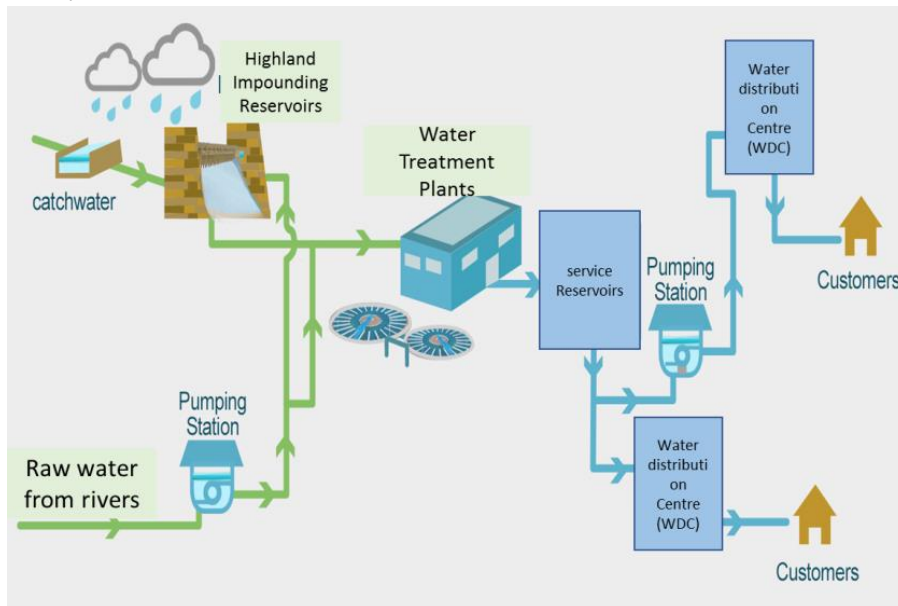 Highland
Impounding
Reservoirs
catchwater
Water
Treatment
Plants
Water
distributi
on
Centre
(WDC)
Customers
service
Reservoirs
Pumping
Station
Pumping
Station
Raw water
from rivers
Water
distributi
on
Centre
(WDC)
Customers